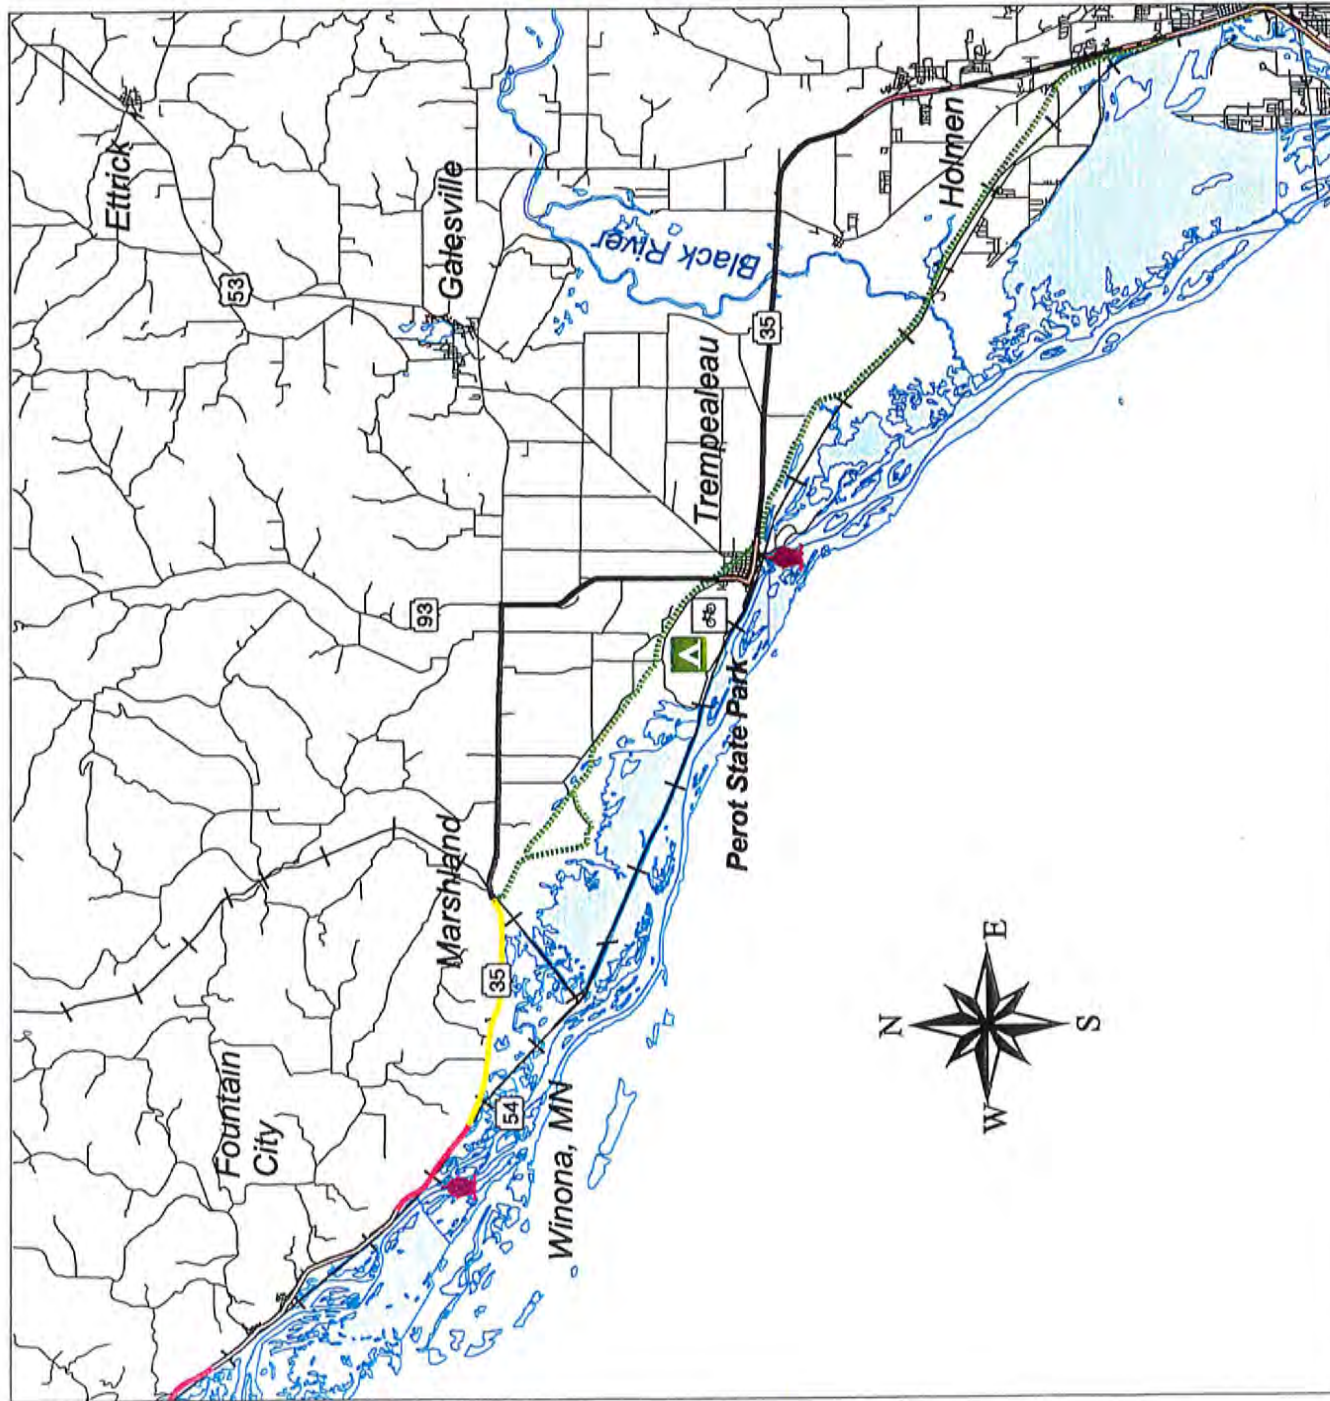 Ettrick
53
Galesville
Black River
Holmen
35
Trempealeau
93
Perot State Park
Marshland
35
54
Fountain
City
Winona, MN
N
E
S
W